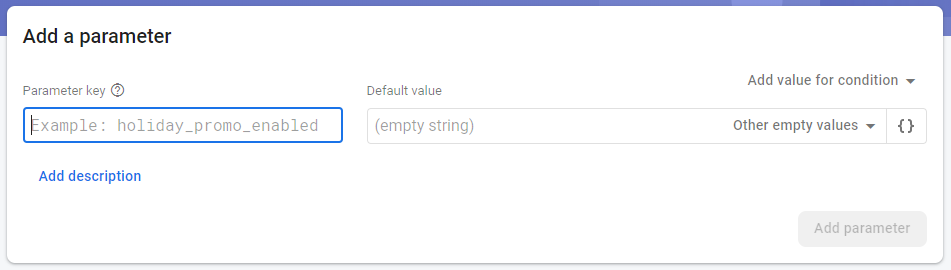 Add a parameter
Add value for condition
Parameter key ?
Default value
Example: holiday_promo_enabled
(empty string)
Other empty values
{}
Add description
Add parameter